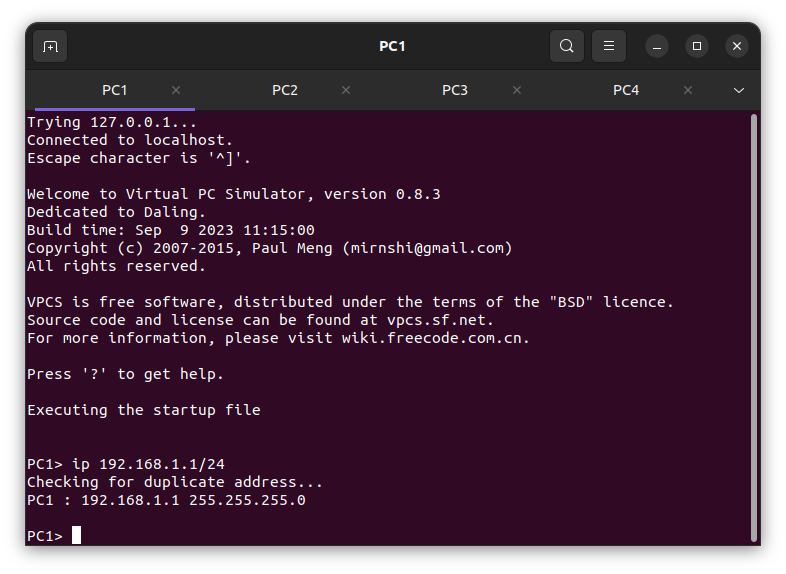 PC1
PC1 PC2 PC3 PC4
Trying 127.0.0.1...
Connected to localhost.
Escape character is '^]'.
Welcome to Virtual PC Simulator, version 0.8.3
Dedicated to Daling.
Build time: Sep  9 2023 11:15:00
Copyright (c) 2007-2015, Paul Meng (mirnshi@gmail.com)
All rights reserved.
VPCS is free software, distributed under the terms of the "BSD" licence.
Source code and license can be found at vpcs.sf.net.
For more information, please visit wiki.freecode.com.cn.
Press '?' to get help.
Executing the startup file
PC1> ip 192.168.1.1/24
Checking for duplicate address...
PC1 : 192.168.1.1 255.255.255.0
PC1>